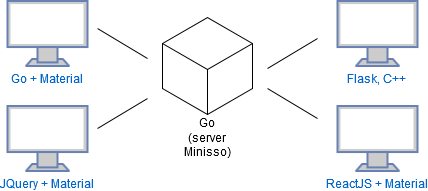 Go + Material
Flask, C++
Go
(server
Minisso)
JQuery + Material
ReactJS + Material